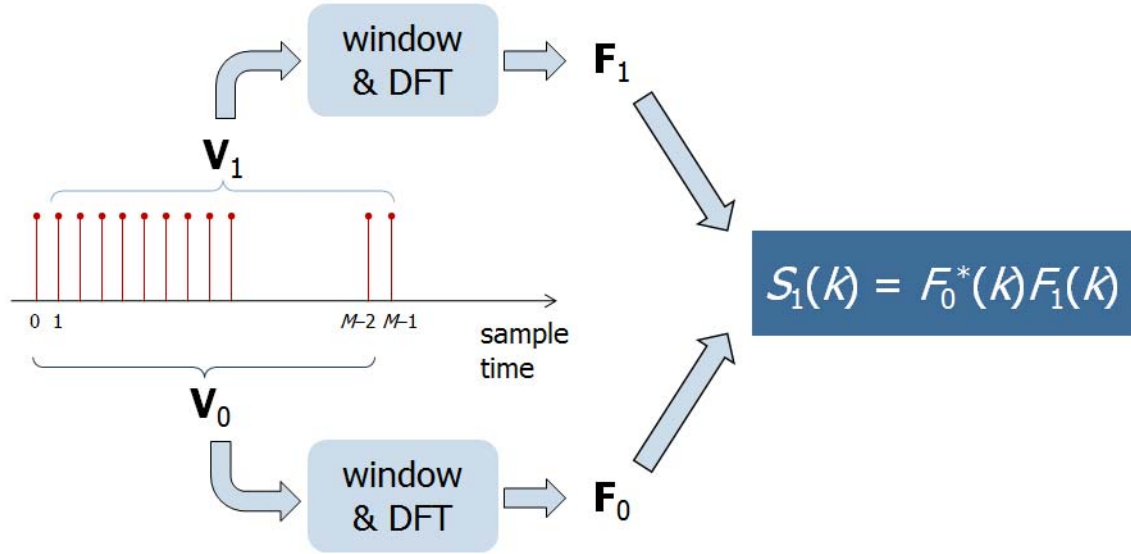 window
& DFT
F₁
V₁
S₁(k) = F₀*(k)F₁(k)
0 1 M–2 M–1
sample
time
V₀
window
& DFT
F₀